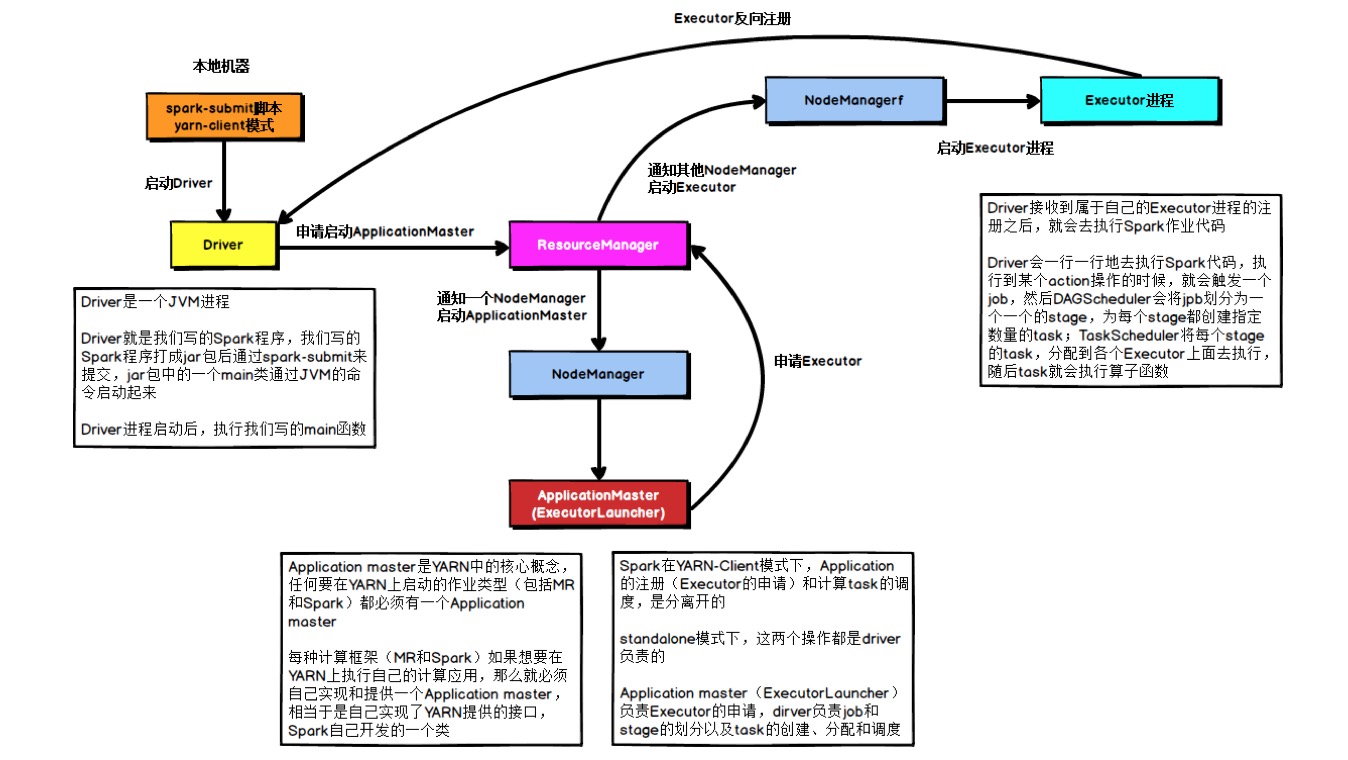 Executor反向注册
本地机器
spark-submit脚本
yarn-client模式
NodeManagerf
Executor进程
启动Executor进程
通知其他NodeManager
启动Executor
启动Driver
Driver
申请启动ApplicationMaster
ResourceManager
通知一个NodeManager
启动ApplicationMaster
申请Executor
NodeManager
ApplicationMaster
(ExecutorLauncher)
Driver接收到属于自己的Executor进程的注
册之后，就会去执行Spark作业代码
Driver会一行一行地去执行Spark代码，执
行到某个action操作的时候，就会触发一个
job，然后DAGScheduler会将jpb划分为一
个一个的stage，为每个stage都创建指定
数量的task；TaskScheduler将每个stage
的task，分配到各个Executor上面去执行，
随后task就会执行算子函数
Driver是一个JVM进程
Driver就是我们写的Spark程序，我们写的
Spark程序打成jar包后通过spark-submit来
提交，jar包中的一个main类通过JVM的命
令启动起来
Driver进程启动后，执行我们写的main函数
Application master是YARN中的核心概念，
任何要在YARN上启动的作业类型（包括MR
和Spark）都必须有一个Application
master
每种计算框架（MR和Spark）如果想要在
YARN上执行自己的计算应用，那么就必须
自己实现和提供一个Application master，
相当于是自己实现了YARN提供的接口，
Spark自己开发的一个类
Spark在YARN-Client模式下，Application
的注册（Executor的申请）和计算task的调
度，是分离开的
standalone模式下，这两个操作都是driver
负责的
Application master（ExecutorLauncher）
负责Executor的申请，dirver负责job和
stage的划分以及task的创建、分配和调度